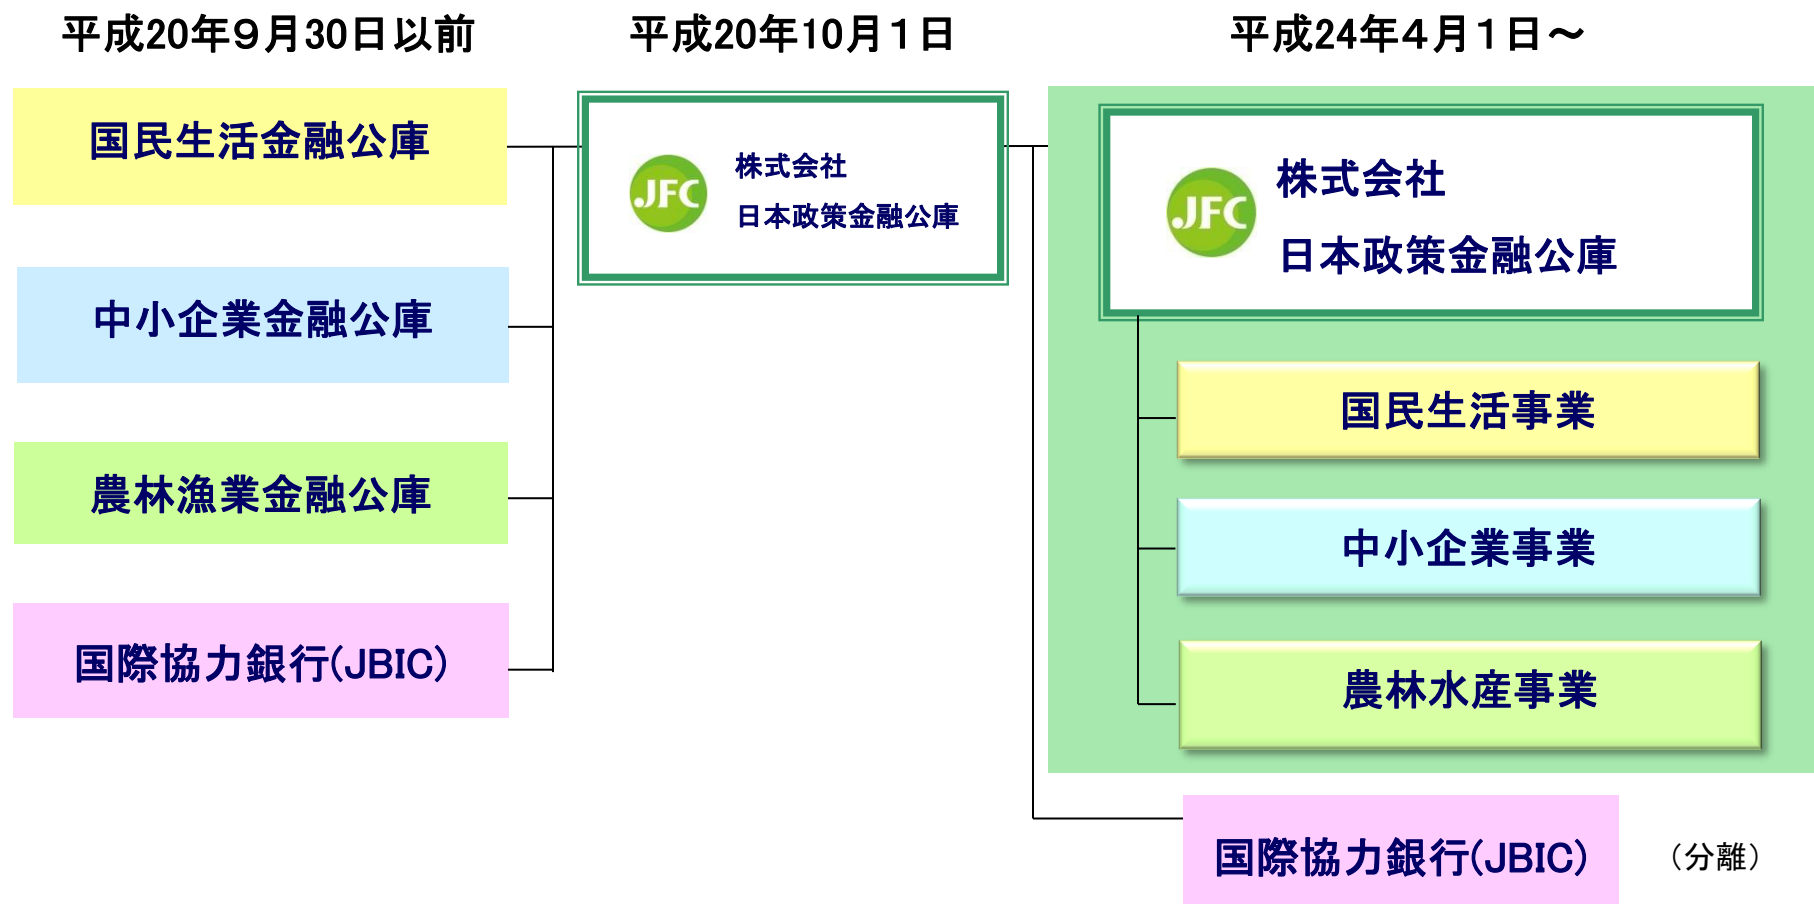 平成20年９月30日以前
国民生活金融公庫
中小企業金融公庫
農林漁業金融公庫
国際協力銀行(JBIC)
平成20年10月１日
JFC
株式会社
日本政策金融公庫
平成24年４月１日～
JFC
株式会社
日本政策金融公庫
国民生活事業
中小企業事業
農林水産事業
国際協力銀行(JBIC)
（分離）